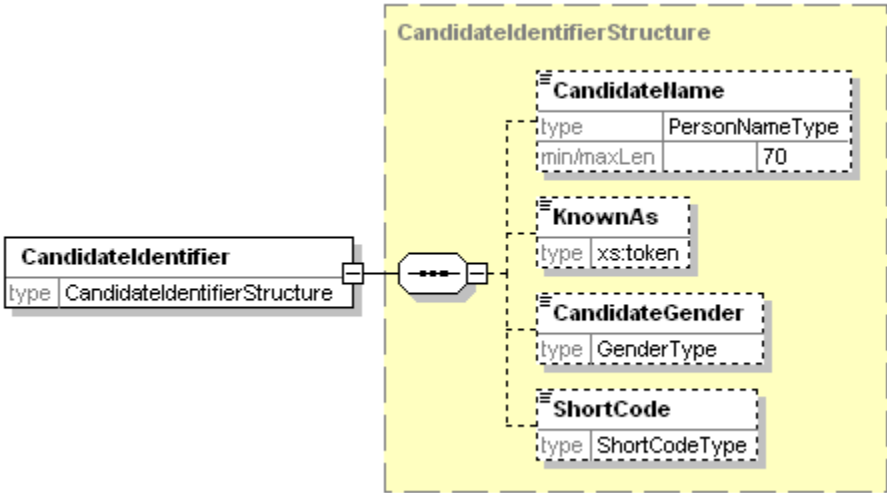 CandidateIdentifierStructure
CandidateName
type PersonNameType
min/maxLen 70
KnownAs
type xs:token
CandidateIdentifier
type CandidateIdentifierStructure
CandidateGender
type GenderType
ShortCode
type ShortCodeType